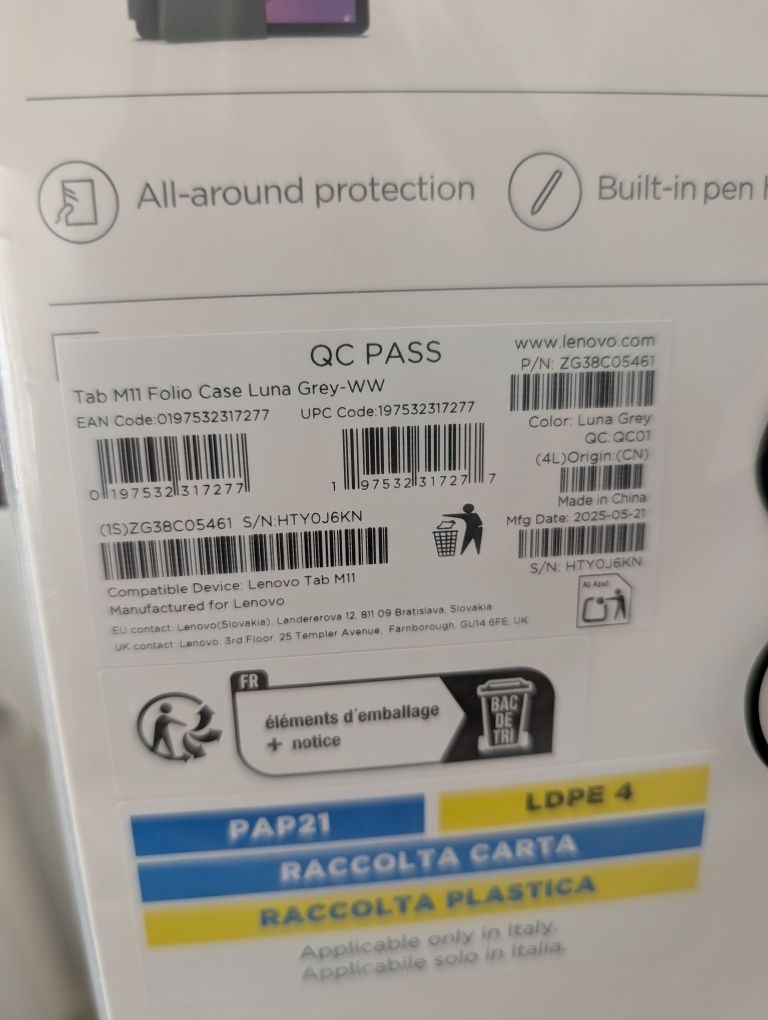 All-around protection
Built-in pen
QC PASS
www.lenovo.com
P/N: ZG38C05461
Tab M11 Folio Case Luna Grey-WW
EAN Code:0197532317277
UPC Code:197532317277
Color: Luna Grey
QC:QC01
(4L)Origin:(CN)
0 197532 317277
1 97532 31727 7
Made in China
Mfg Date: 2025-05-21
(1S)ZG38C05461 S/N:HTY0J6KN
S/N: HTY0J6KN
Compatible Device: Lenovo Tab M11
Manufactured for Lenovo
EU contact: Lenovo(Slovakia), Landererova 12, 811 09 Bratislava, Slovakia
UK contact: Lenovo, 3rd Floor, 25 Templer Avenue, Farnborough, GU14 6FE, UK
Al Azul
FR
éléments d'emballage
+ notice
BAC
DE
TRI
PAP21
LDPE 4
RACCOLTA CARTA
RACCOLTA PLASTICA
Applicable only in Italy.
Applicabile solo in Italia.